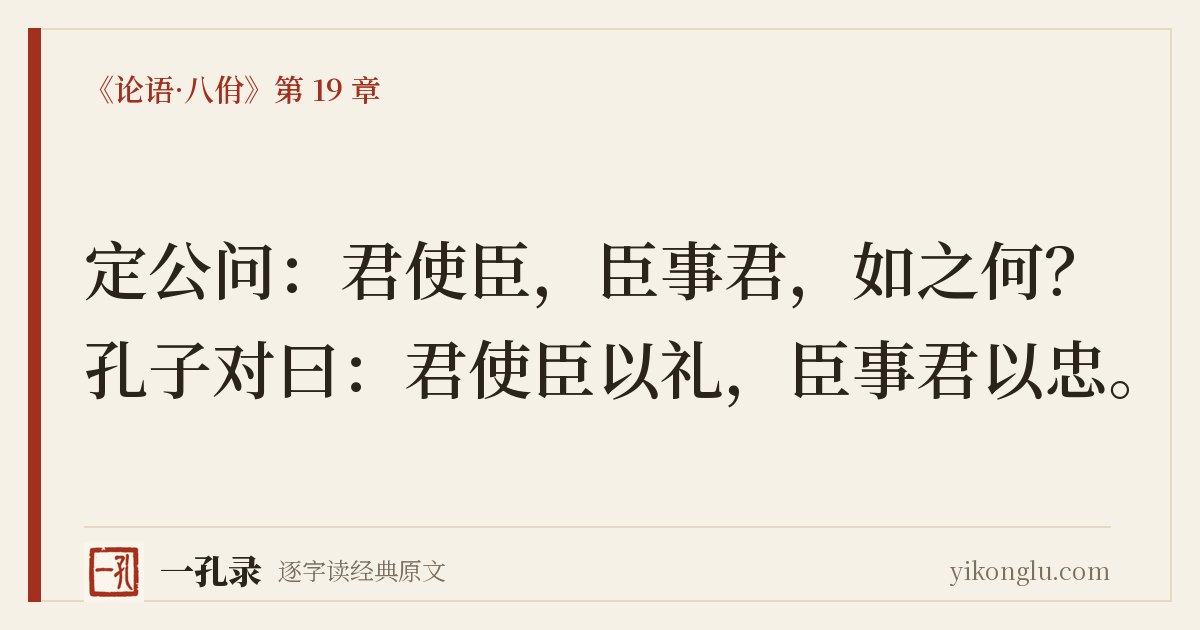 《论语·八佾》第 19 章
定公问：君使臣，臣事君，如之何？
孔子对曰：君使臣以礼，臣事君以忠。
一孔
一孔录 逐字读经典原文 yikonglu.com